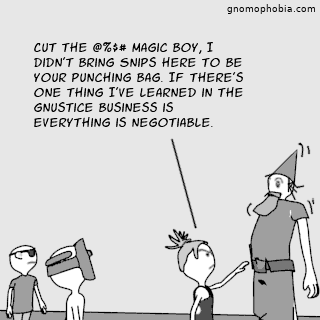 gnomophobia.com
CUT THE @%$# MAGIC BOY, I
DIDN'T BRING SNIPS HERE TO BE
YOUR PUNCHING BAG. IF THERE'S
ONE THING I'VE LEARNED IN THE
GNUSTICE BUSINESS IS
EVERYTHING IS NEGOTIABLE.